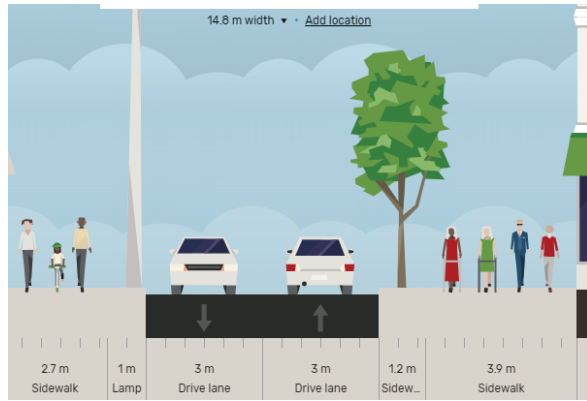 14.8 m width ▾ · Add location
2.7 m 1 m 3 m 3 m 1.2 m 3.9 m
Sidewalk Lamp Drive lane Drive lane Sidew... Sidewalk